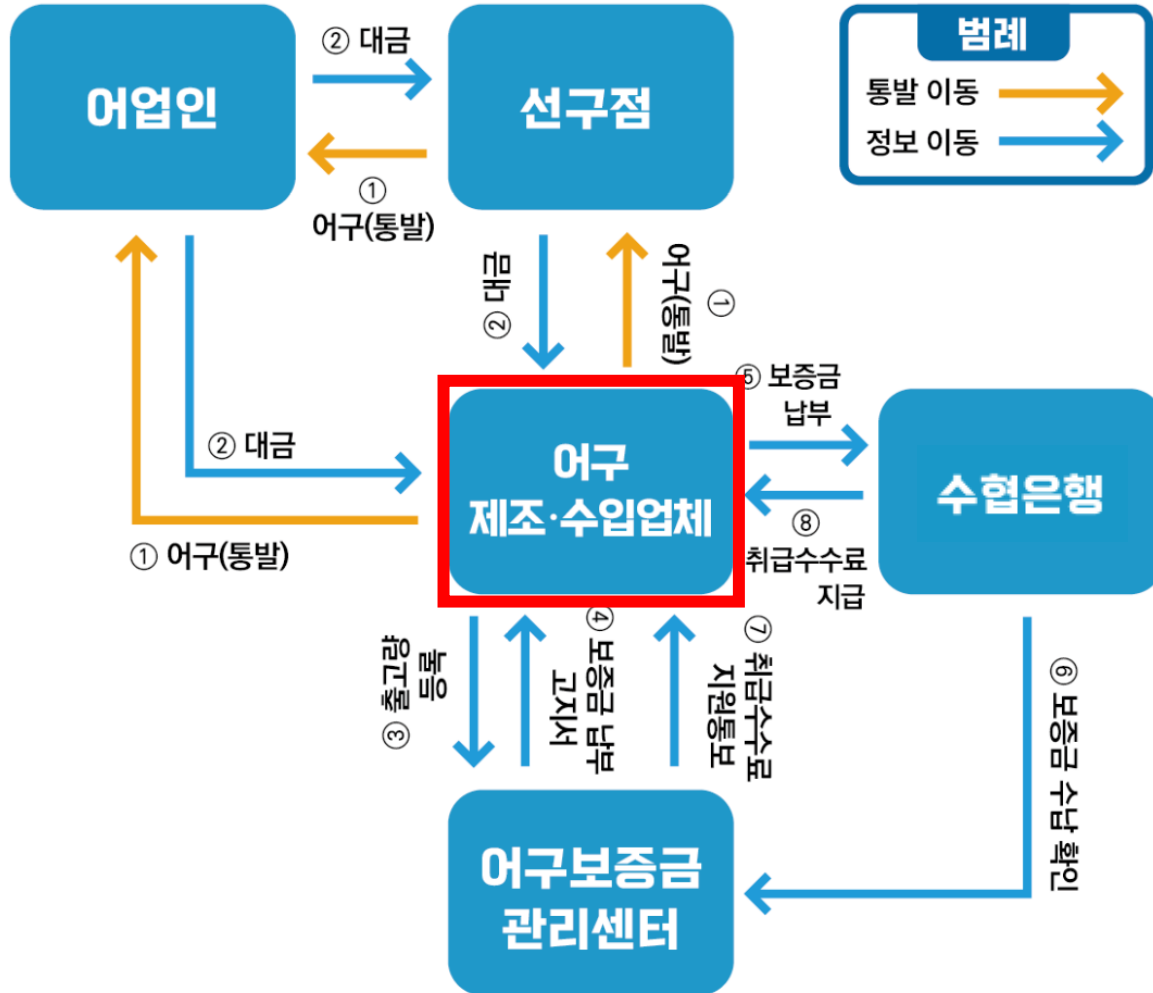 어업인
② 대금
선구점
범례
통발 이동
정보 이동
①
어구(통발)
② 대금
①
어구(통발)
② 대금
① 어구(통발)
어구
제조·수입업체
⑤ 보증금
납부
⑧
취급수수료
지급
수협은행
③ 출고량
등록
④ 보증금 납부
고지서
⑦ 취급수수료
지원통보
⑥ 보증금 수납 확인
어구보증금
관리센터